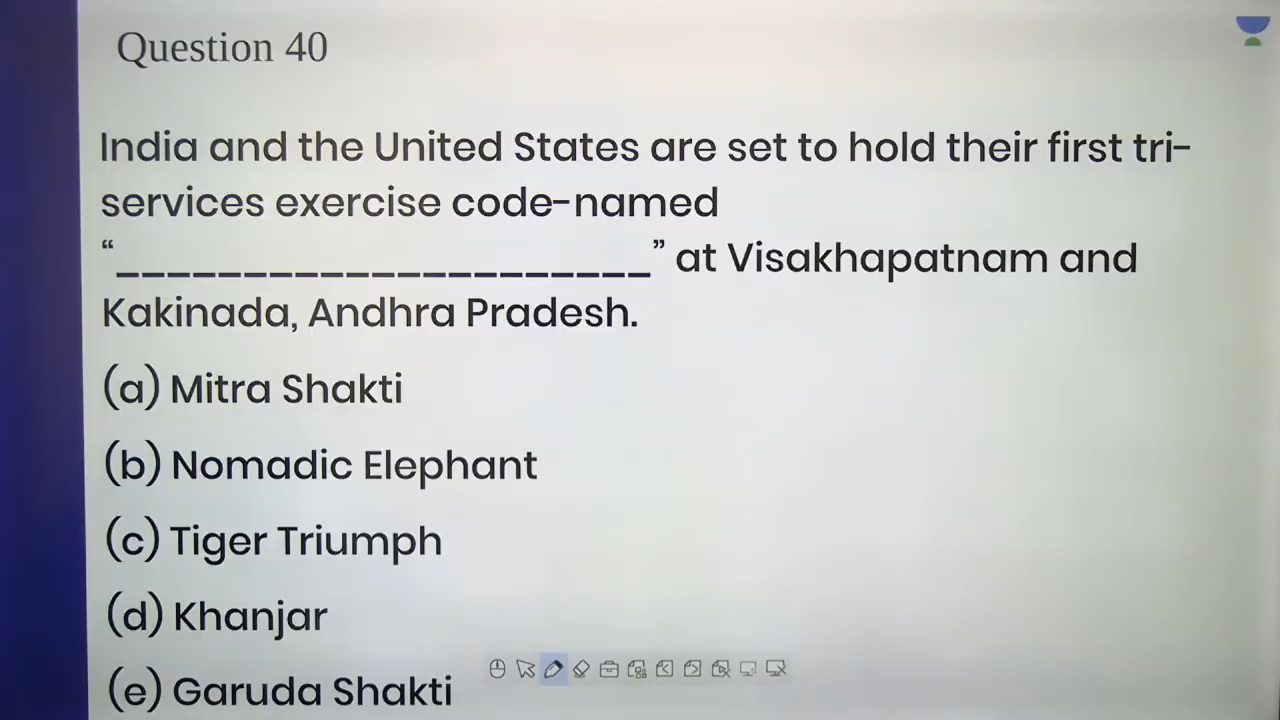 Question 40
India and the United States are set to hold their first tri-
services exercise code-named
“_____________________” at Visakhapatnam and
Kakinada, Andhra Pradesh.
(a) Mitra Shakti
(b) Nomadic Elephant
(c) Tiger Triumph
(d) Khanjar
(e) Garuda Shakti